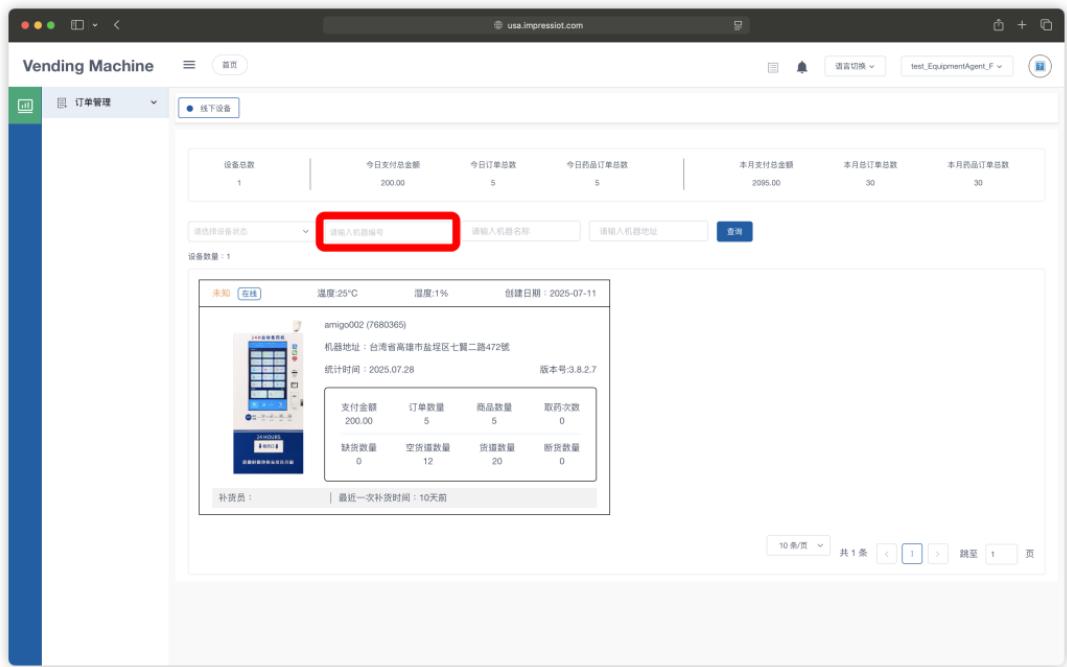 usa.impressiot.com
Vending Machine
首页
语言切换
test_EquipmentAgent_F
订单管理
线下设备
设备总数 今日支付总金额 今日订单总数 今日药品订单总数 本月支付总金额 本月总订单总数 本月药品订单总数
1 200.00 5 5 2095.00 30 30
请选择设备状态 请输入机器编号 请输入机器名称 请输入机器地址 查询
设备数量：1
未知 在线 温度:25°C 湿度:1% 创建日期：2025-07-11
amigo002 (7680365)
机器地址：台湾省高雄市盐埕区七賢二路472號
统计时间：2025.07.28 版本号:3.8.2.7
支付金额 订单数量 商品数量 取药次数
200.00 5 5 0
缺货数量 空货道数量 货道数量 断货数量
0 12 20 0
24HOURS
补货员： 最近一次补货时间：10天前
10 条/页 共 1 条 1 跳至 1 页